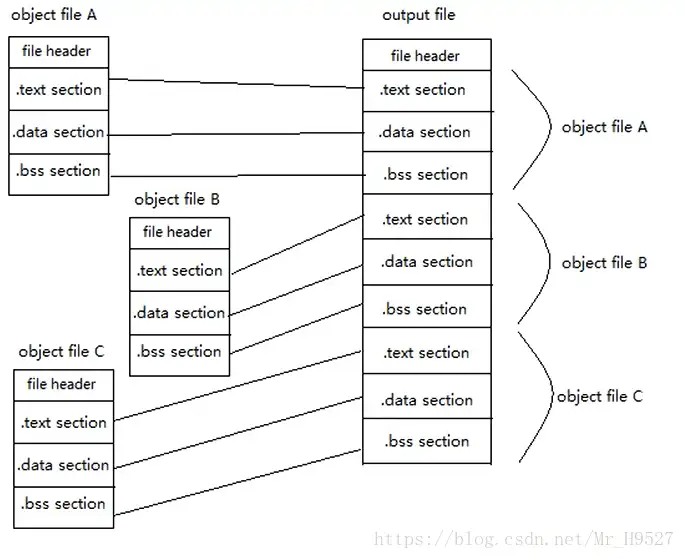 object file A
file header
.text section
.data section
.bss section
object file B
file header
.text section
.data section
.bss section
object file C
file header
.text section
.data section
.bss section
output file
file header
.text section
.data section
.bss section
.text section
.data section
.bss section
.text section
.data section
.bss section
object file A
object file B
object file C
https://blog.csdn.net/Mr_H9527